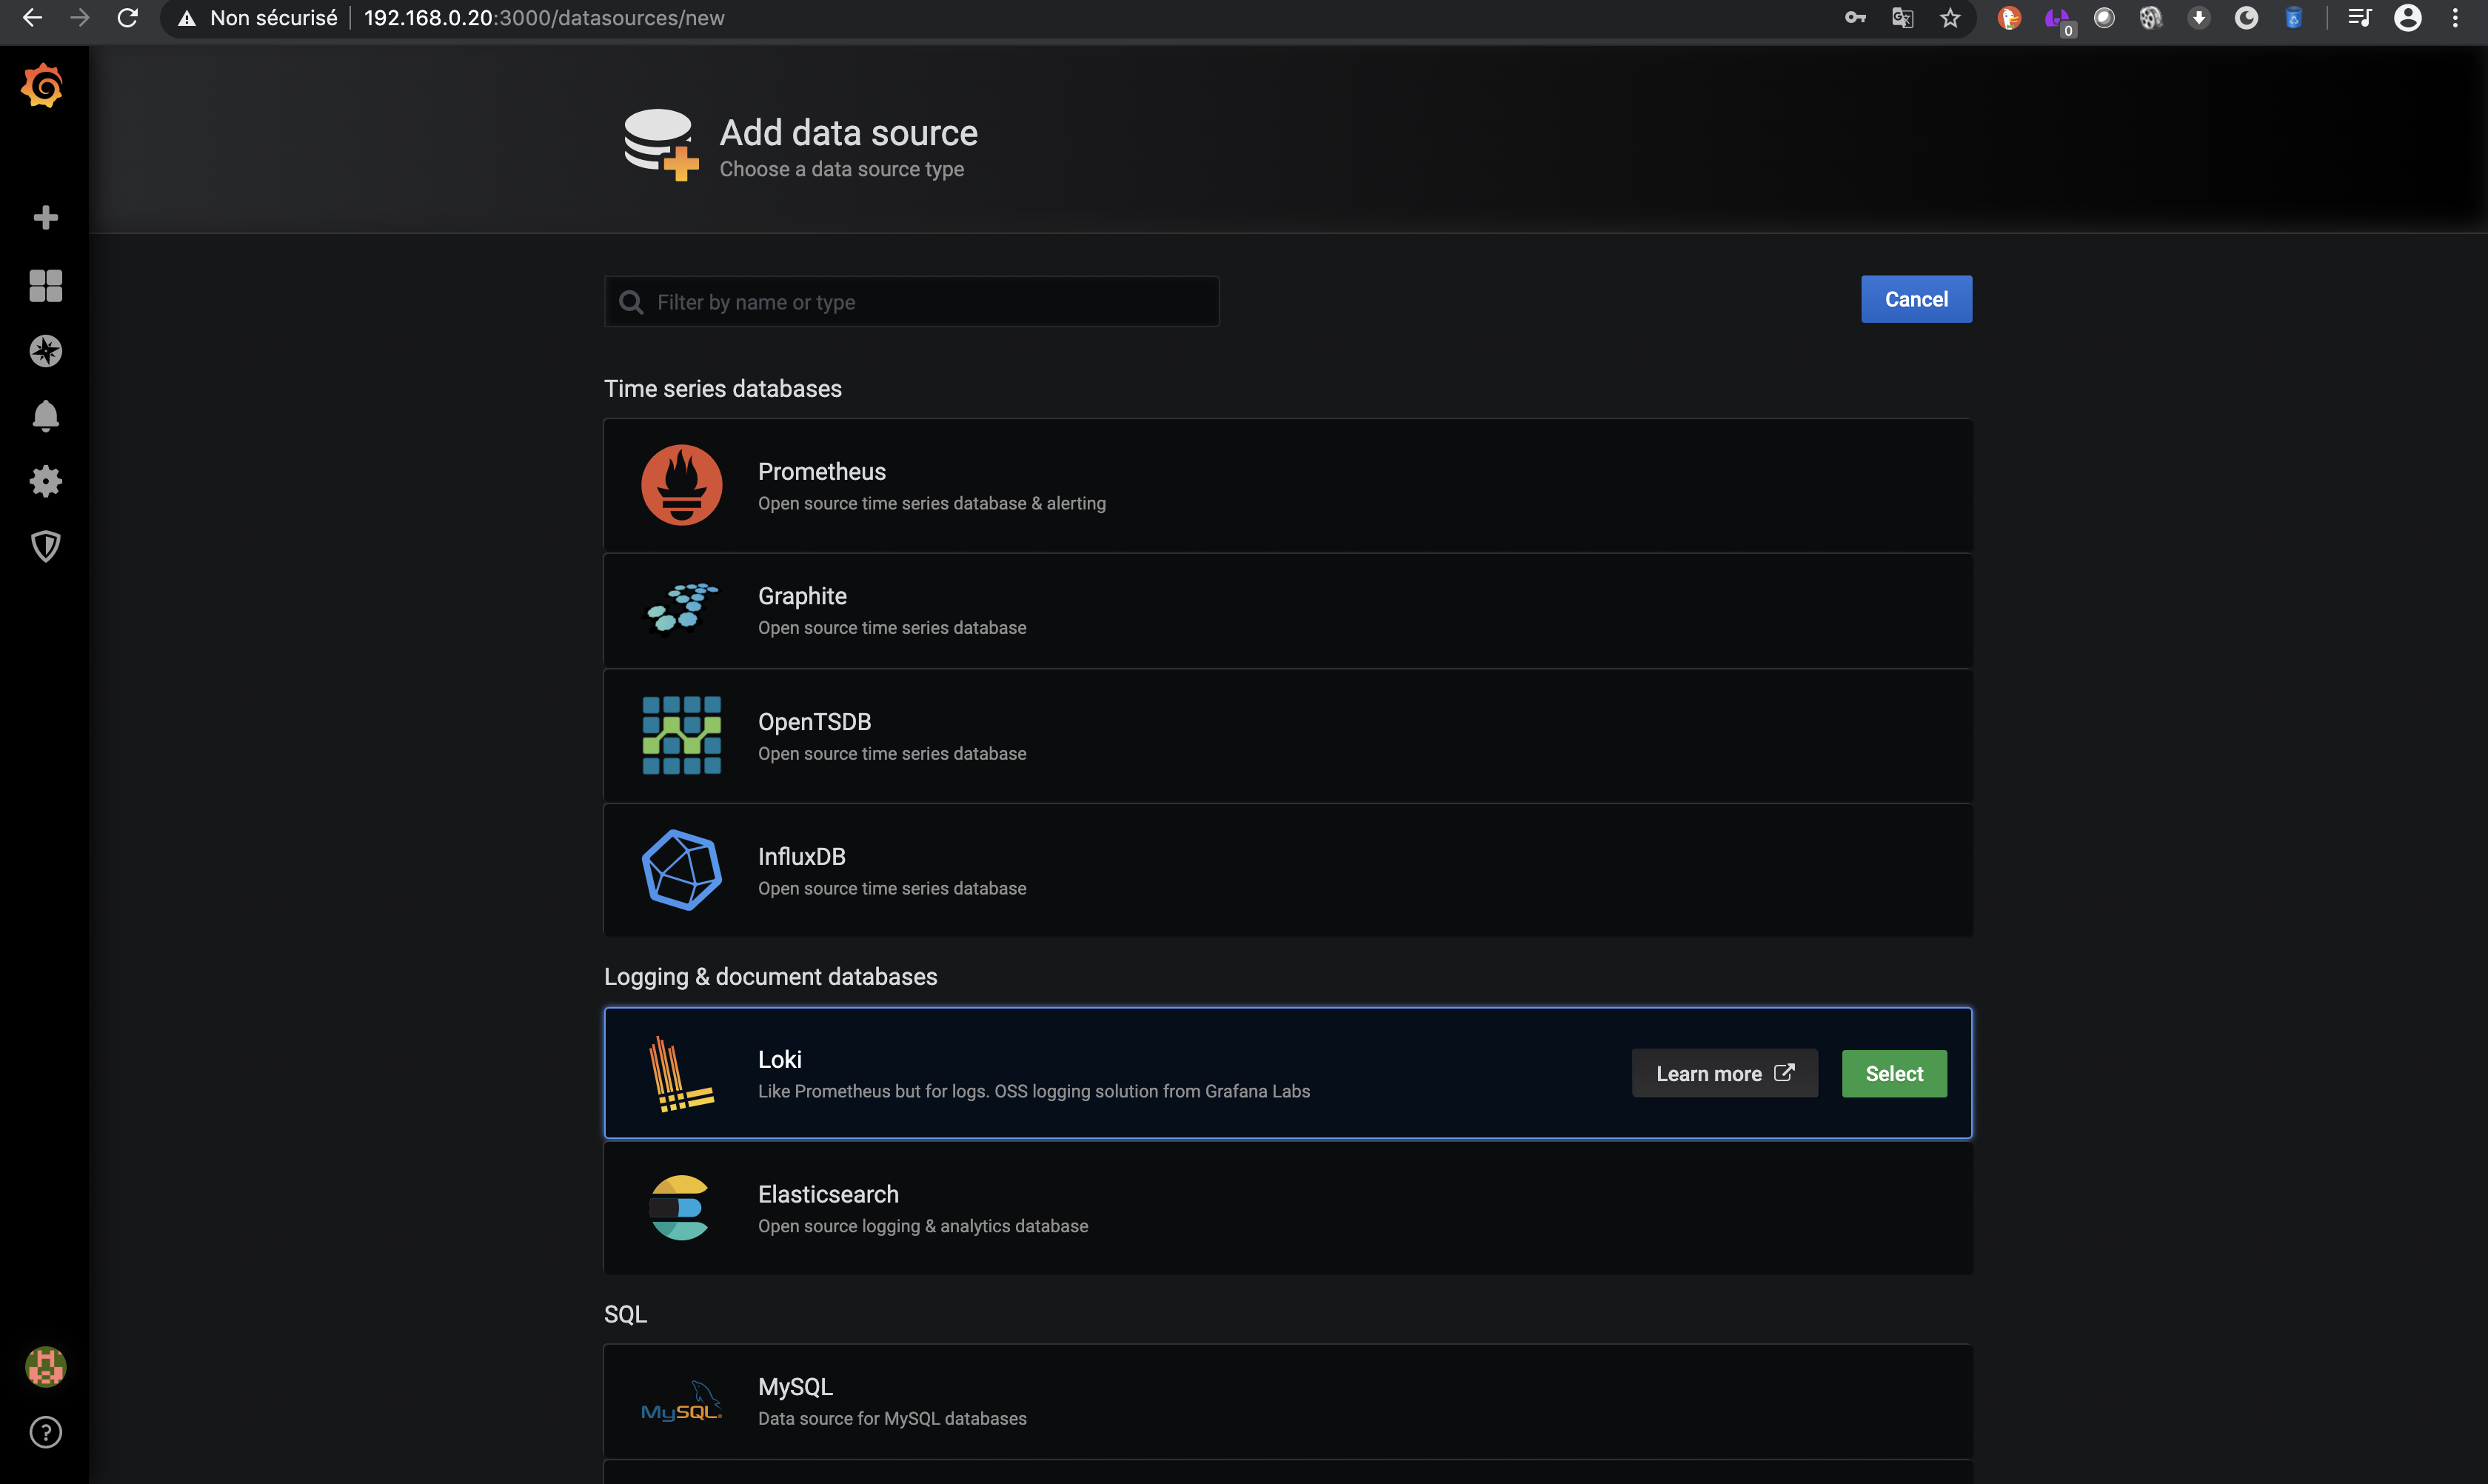 Non sécurisé 192.168.0.20:3000/datasources/new
0
Add data source
Choose a data source type
Filter by name or type
Cancel
Time series databases
Prometheus
Open source time series database & alerting
Graphite
Open source time series database
OpenTSDB
Open source time series database
InfluxDB
Open source time series database
Logging & document databases
Loki
Like Prometheus but for logs. OSS logging solution from Grafana Labs
Learn more
Select
Elasticsearch
Open source logging & analytics database
SQL
MySQL
MySQL
Data source for MySQL databases
?